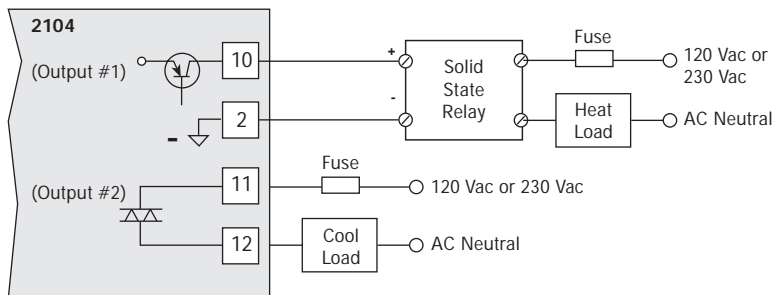 2104
(Output #1)
10
+
Solid
State
Relay
Fuse
120 Vac or
230 Vac
2
-
-
Heat
Load
AC Neutral
(Output #2)
11
Fuse
120 Vac or 230 Vac
12
Cool
Load
AC Neutral